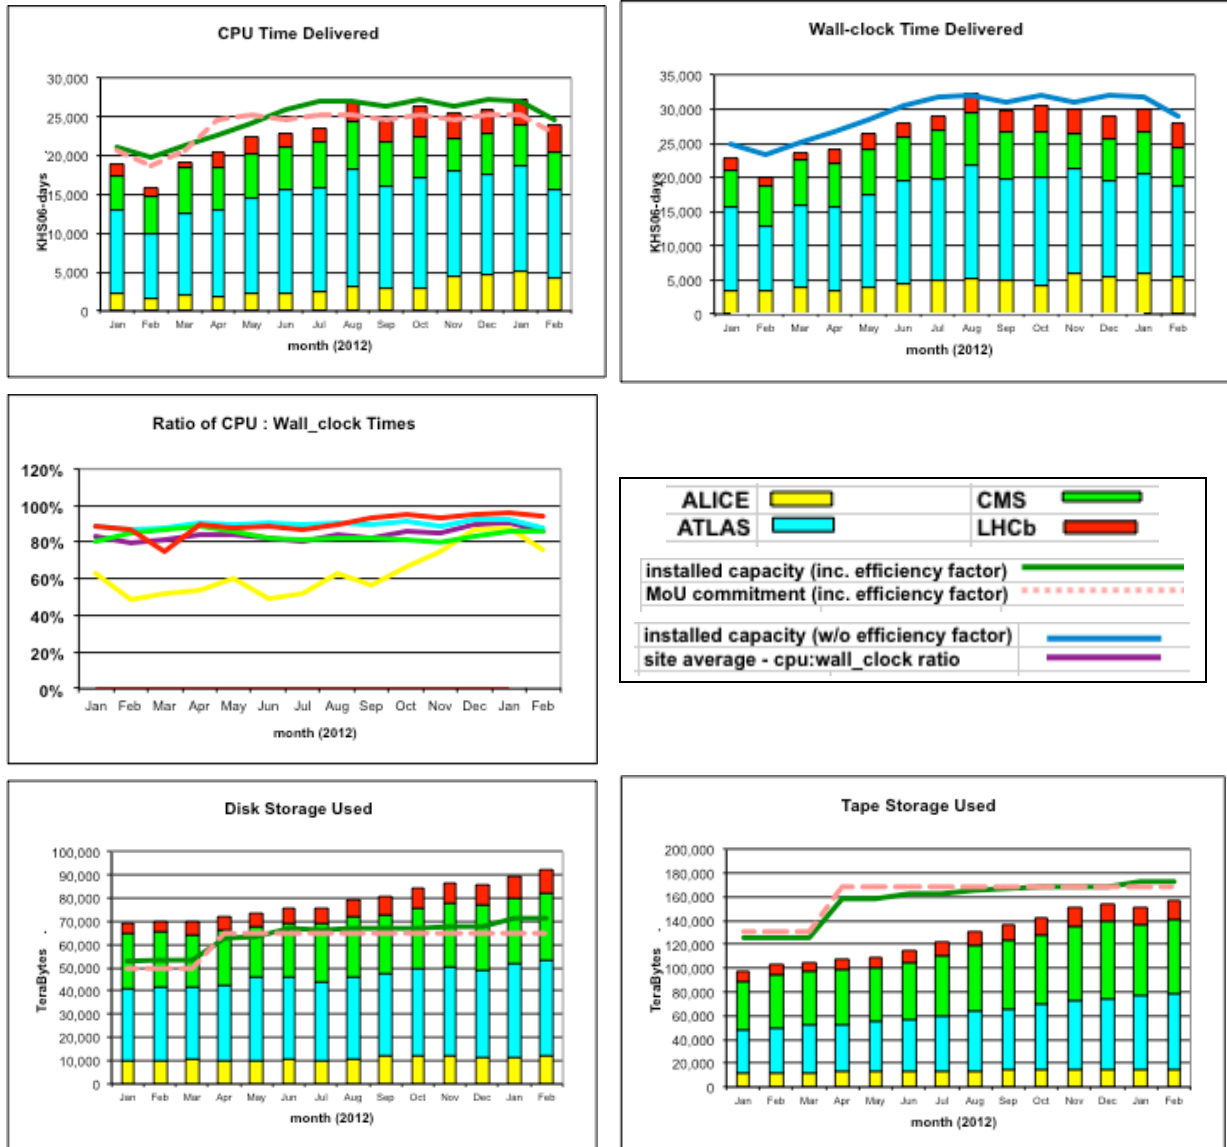 CPU Time Delivered
30,000
25,000
20,000
15,000
10,000
5,000
0
KHS06-days
Jan Feb Mar Apr May Jun Jul Aug Sep Oct Nov Dec Jan Feb
month (2012)
Wall-clock Time Delivered
35,000
30,000
25,000
20,000
15,000
10,000
5,000
0
KHS06-days
Jan Feb Mar Apr May Jun Jul Aug Sep Oct Nov Dec Jan Feb
month (2012)
Ratio of CPU : Wall_clock Times
120%
100%
80%
60%
40%
20%
0%
Jan Feb Mar Apr May Jun Jul Aug Sep Oct Nov Dec Jan Feb
month (2012)
ALICE CMS
ATLAS LHCb
installed capacity (inc. efficiency factor)
MoU commitment (inc. efficiency factor)
installed capacity (w/o efficiency factor)
site average - cpu:wall_clock ratio
Disk Storage Used
100,000
90,000
80,000
70,000
60,000
50,000
40,000
30,000
20,000
10,000
0
TeraBytes .
Jan Feb Mar Apr May Jun Jul Aug Sep Oct Nov Dec Jan Feb
month (2012)
Tape Storage Used
200,000
180,000
160,000
140,000
120,000
100,000
80,000
60,000
40,000
20,000
0
TeraBytes .
Jan Feb Mar Apr May Jun Jul Aug Sep Oct Nov Dec Jan Feb
month (2012)